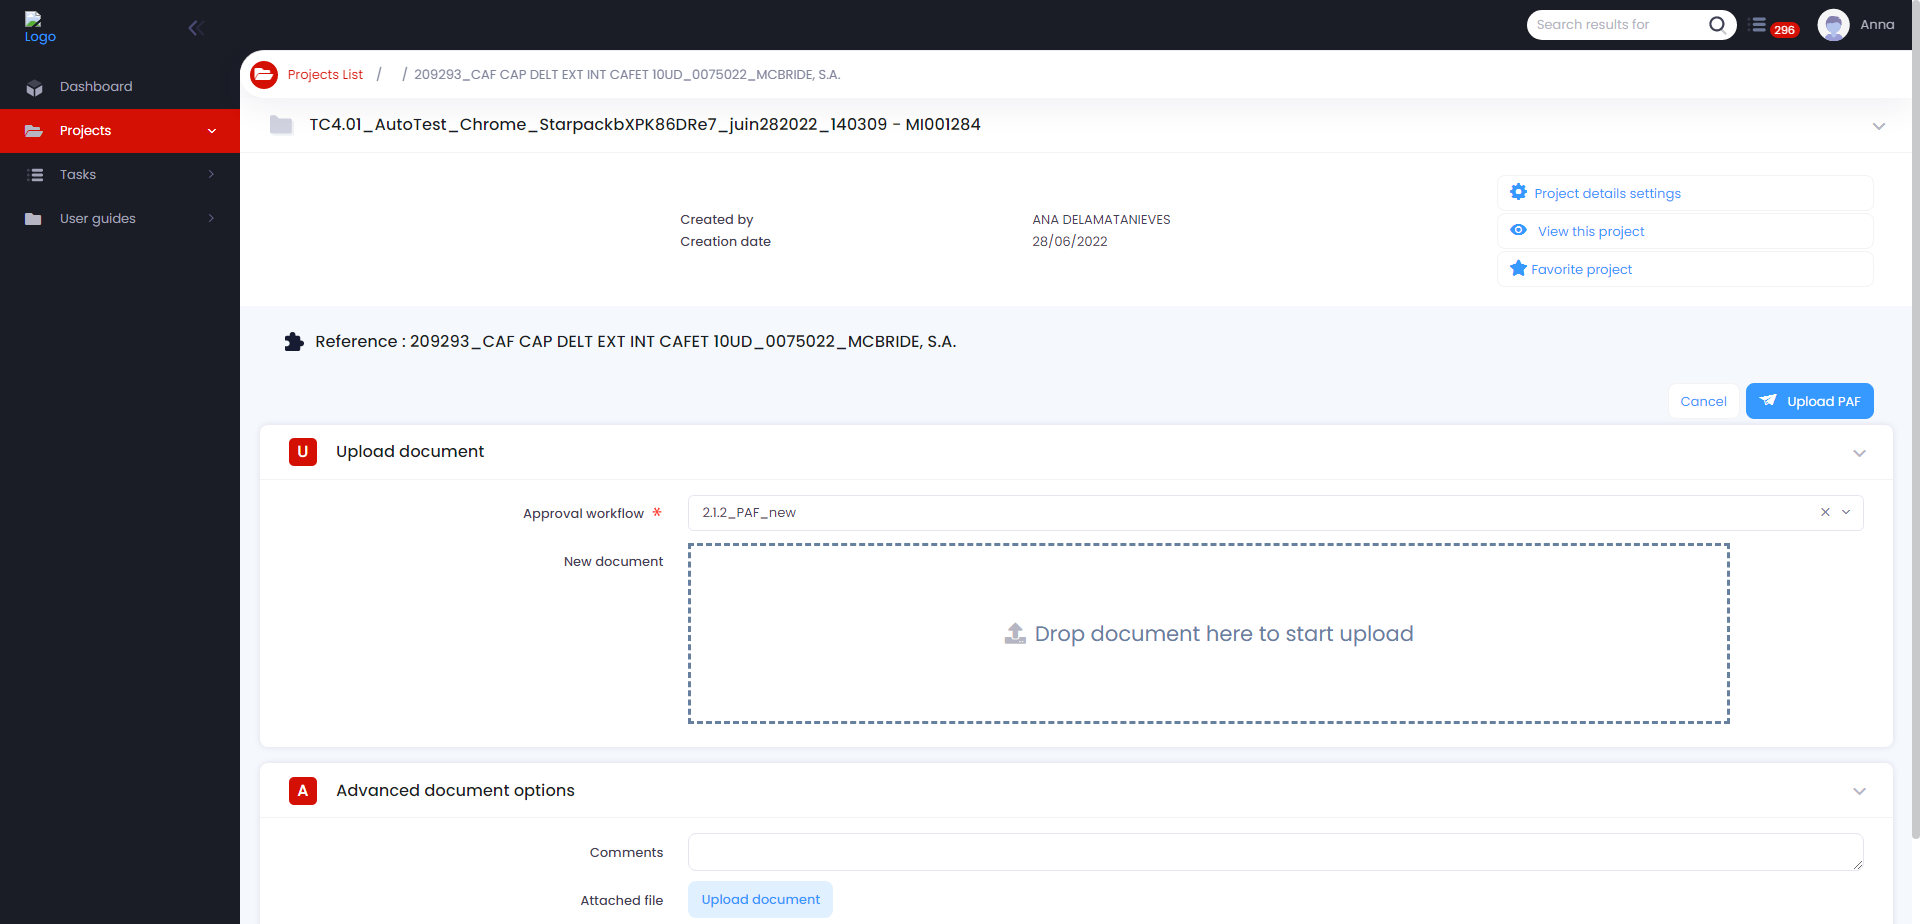 Logo
Search results for
296
Anna
Dashboard
Projects
Tasks
User guides
Projects List / / 209293_CAF CAP DELT EXT INT CAFET 10UD_0075022_MCBRIDE, S.A.
TC4.01_AutoTest_Chrome_StarpackbXPK86DRe7_juin282022_140309 - MI001284
Created by ANA DELAMATANIEVES
Creation date 28/06/2022
Project details settings
View this project
Favorite project
Reference : 209293_CAF CAP DELT EXT INT CAFET 10UD_0075022_MCBRIDE, S.A.
Cancel
Upload PAF
U Upload document
Approval workflow * 2.1.2_PAF_new
New document
Drop document here to start upload
A Advanced document options
Comments
Attached file Upload document